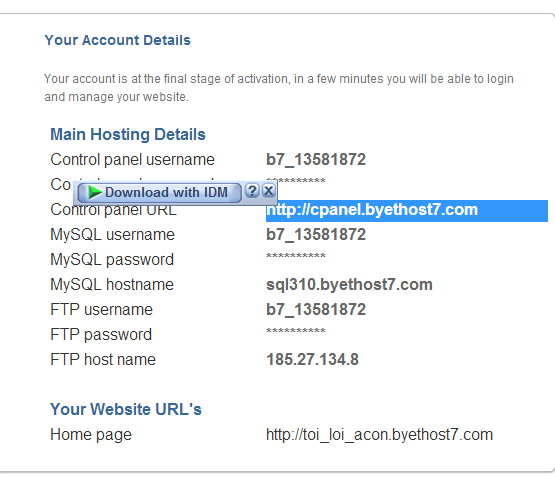 Your Account Details
Your account is at the final stage of activation, in a few minutes you will be able to login
and manage your website.
Main Hosting Details
Control panel username b7_13581872
**********
Download with IDM ? X
Control panel URL http://cpanel.byethost7.com
MySQL username b7_13581872
MySQL password **********
MySQL hostname sql310.byethost7.com
FTP username b7_13581872
FTP password **********
FTP host name 185.27.134.8
Your Website URL's
Home page http://toi_loi_acon.byethost7.com